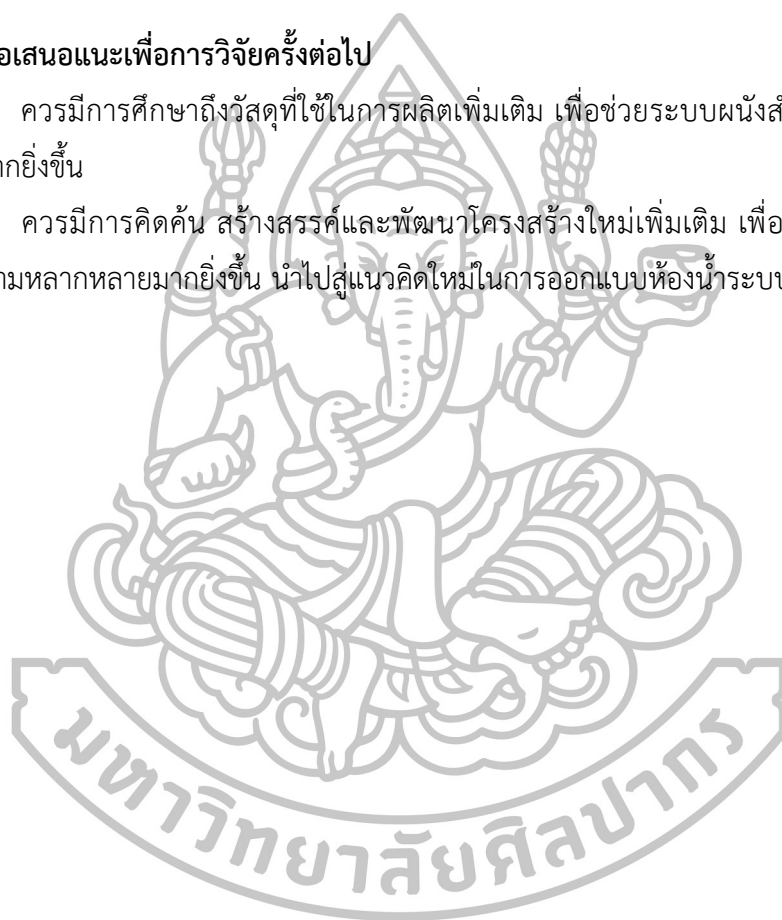 อเสนอแนะเพื่อการวิจัยครั้งต่อไป
ควรมีการศึกษาถึงวัสดุที่ใช้ในการผลิตเพิ่มเติม เพื่อช่วยระบบผนังส
ากยิ่งขึ้น
ควรมีการคิดค้น สร้างสรรค์และพัฒนาโครงสร้างใหม่เพิ่มเติม เพื่อ
ามหลากหลายมากยิ่งขึ้น นำไปสู่แนวคิดใหม่ในการออกแบบห้องน้ำระบบ
มหาวิทยาลัยศิลปากร